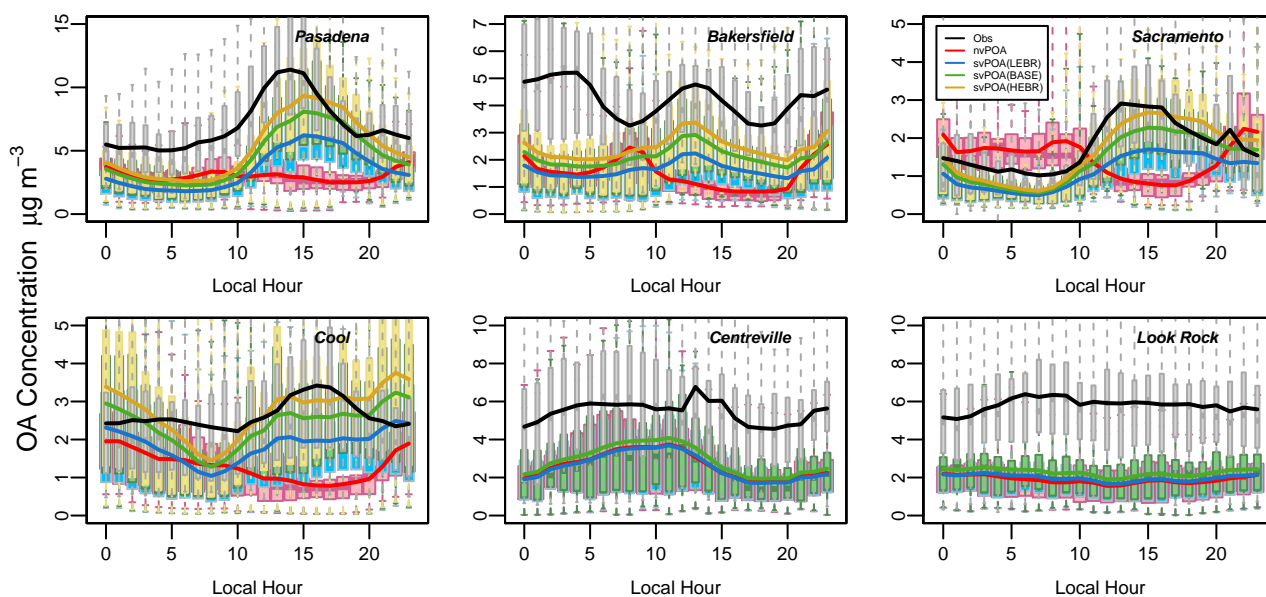 OA Concentration μg m−3
Pasadena
0 5 10 15
0 5 10 15 20
Local Hour
Bakersfield
0 1 2 3 4 5 6 7
0 5 10 15 20
Local Hour
Sacramento
Obs
nvPOA
svPOA(LEBR)
svPOA(BASE)
svPOA(HEBR)
0 1 2 3 4 5
0 5 10 15 20
Local Hour
Cool
0 1 2 3 4 5
0 5 10 15 20
Local Hour
Centreville
0 2 4 6 8 10
0 5 10 15 20
Local Hour
Look Rock
0 2 4 6 8 10
0 5 10 15 20
Local Hour